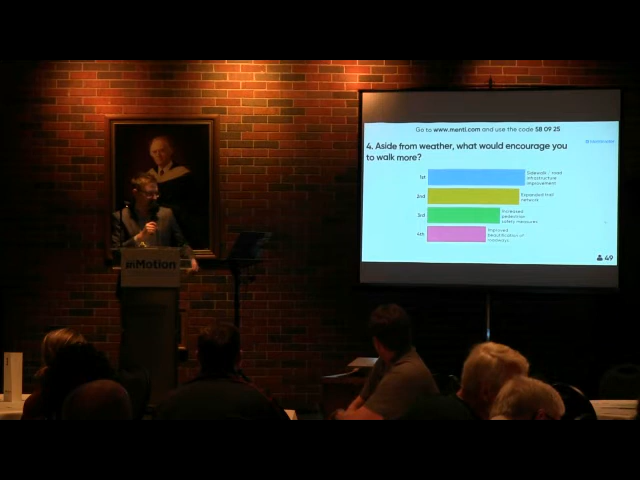 Go to www.menti.com and use the code 58 09 25
4. Aside from weather, what would encourage you
to walk more?
1st
Sidewalk / road
infrastructure
improvement
2nd
Expanded trail
network
3rd
Increased
pedestrian
safety measures
4th
Improved
beautification of
roadways
49
inMotion